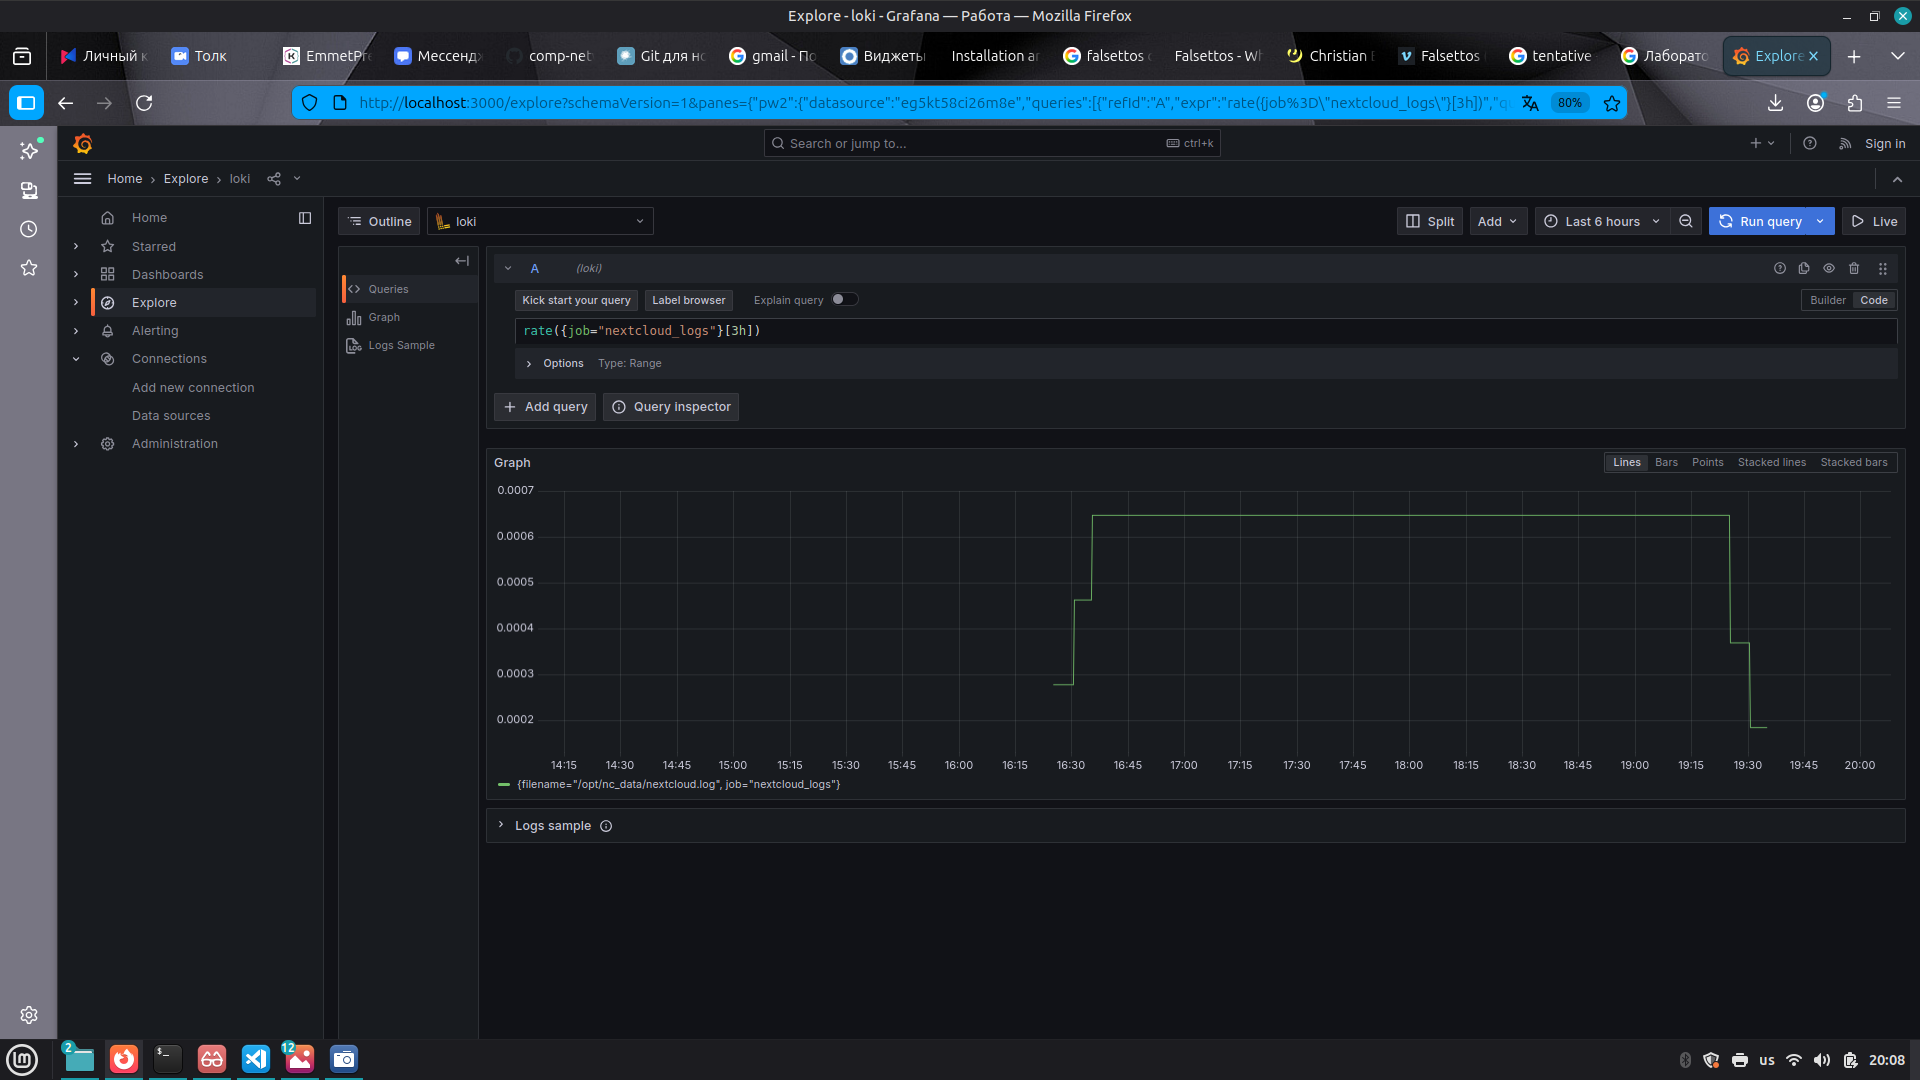 Explore - loki - Grafana — Работа — Mozilla Firefox
Личный к
Толк
EmmetPre
Мессендж
comp-net
Git для но
gmail - По
Виджеты
Installation an
falsettos
Falsettos - Wh
Christian
Falsettos
tentative
Лаборато
Explore
http://localhost:3000/explore?schemaVersion=1&panes={"pw2":{"datasource":"eg5kt58ci26m8e","queries":[{"refId":"A","expr":"rate({job%3D\"nextcloud_logs\"}[3h])","qu
80%
Search or jump to...
ctrl+k
Sign in
Home › Explore › loki
Home
Starred
Dashboards
Explore
Alerting
Connections
Add new connection
Data sources
Administration
Outline
loki
Split
Add
Last 6 hours
Run query
Live
Queries
Graph
Logs Sample
A (loki)
Kick start your query
Label browser
Explain query
Builder
Code
rate({job="nextcloud_logs"}[3h])
Options Type: Range
+ Add query
Query inspector
Graph
Lines
Bars
Points
Stacked lines
Stacked bars
0.0007
0.0006
0.0005
0.0004
0.0003
0.0002
14:15 14:30 14:45 15:00 15:15 15:30 15:45 16:00 16:15 16:30 16:45 17:00 17:15 17:30 17:45 18:00 18:15 18:30 18:45 19:00 19:15 19:30 19:45 20:00
{filename="/opt/nc_data/nextcloud.log", job="nextcloud_logs"}
Logs sample
2
12
us
20:08